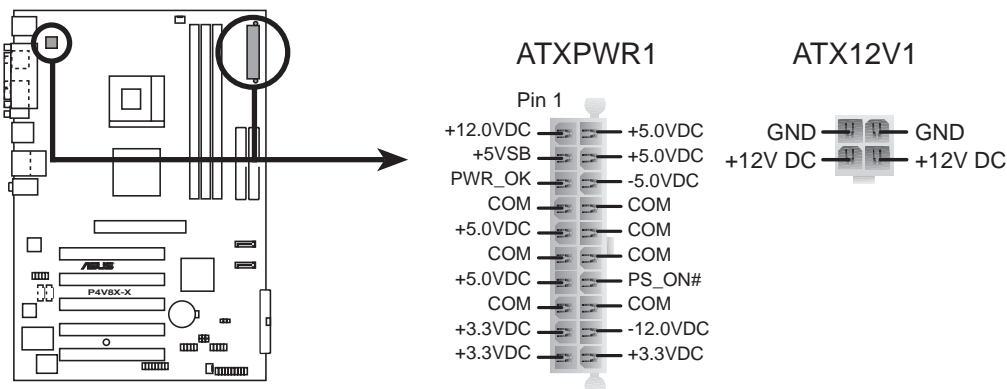 ATXPWR1
ATX12V1
Pin 1
+12.0VDC +5.0VDC
+5VSB +5.0VDC
PWR_OK -5.0VDC
COM COM
+5.0VDC COM
COM COM
+5.0VDC PS_ON#
COM COM
+3.3VDC -12.0VDC
+3.3VDC +3.3VDC
GND GND
+12V DC +12V DC
ASUS
P4V8X-X